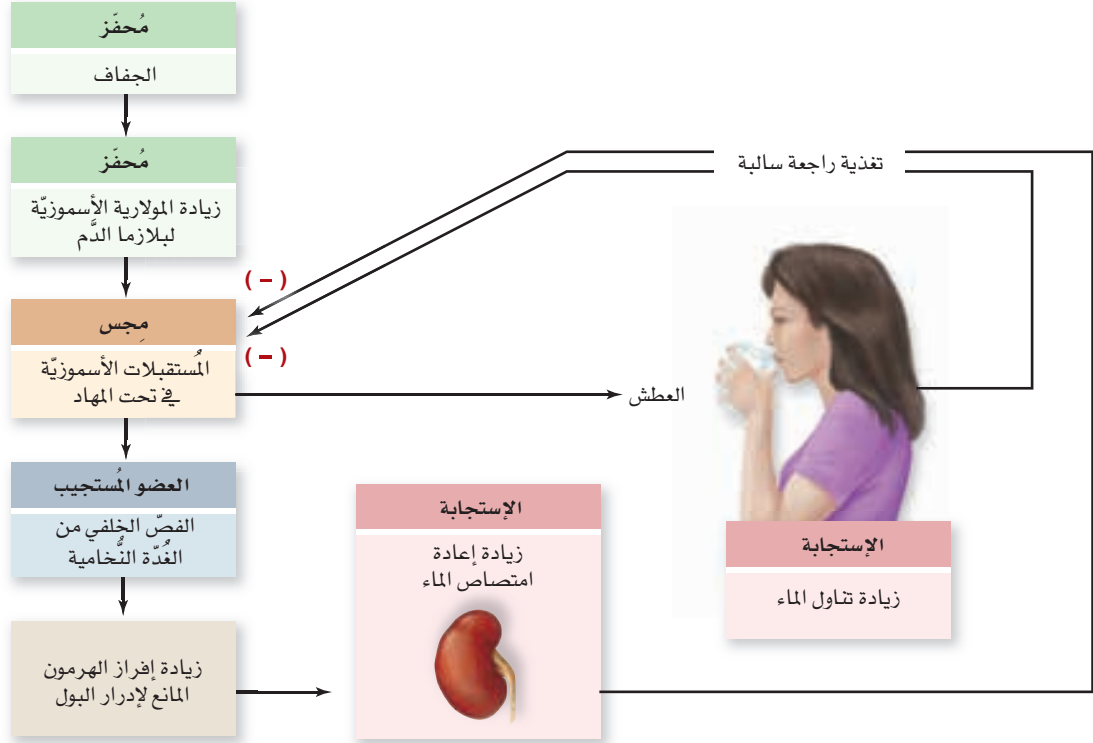 مُحفّز
الجفاف
مُحفّز
زيادة المولارية الأسموزيّة
لبلازما الدَّم
تغذية راجعة سالبة
( – )
مِجس
( – )
المُستقبلات الأسموزيّة
في تحت المهاد
العطش
العضو المُستجيب
الفصّ الخلفي من
الغُدّة النُّخامية
الإستجابة
زيادة إعادة
امتصاص الماء
الإستجابة
زيادة تناول الماء
زيادة إفراز الهرمون
المانع لإدرار البول